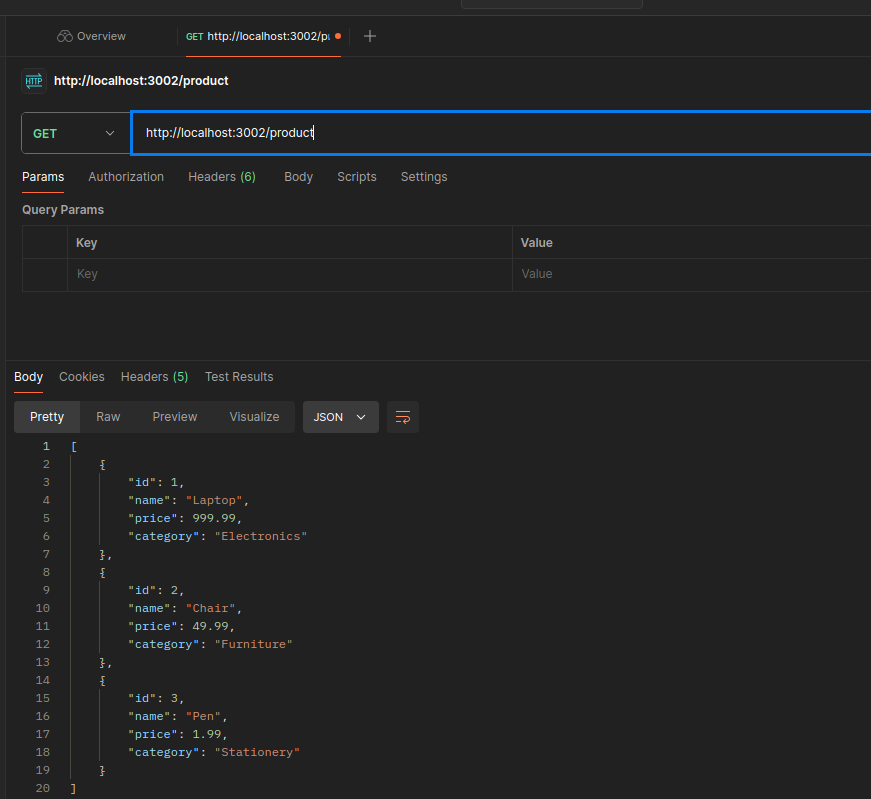 Overview
GET http://localhost:3002/pı
HTTP http://localhost:3002/product
GET http://localhost:3002/product
Params Authorization Headers (6) Body Scripts Settings
Query Params
Key Value
Key Value
Body Cookies Headers (5) Test Results
Pretty Raw Preview Visualize JSON
1 [
2 {
3 "id": 1,
4 "name": "Laptop",
5 "price": 999.99,
6 "category": "Electronics"
7 },
8 {
9 "id": 2,
10 "name": "Chair",
11 "price": 49.99,
12 "category": "Furniture"
13 },
14 {
15 "id": 3,
16 "name": "Pen",
17 "price": 1.99,
18 "category": "Stationery"
19 }
20 ]